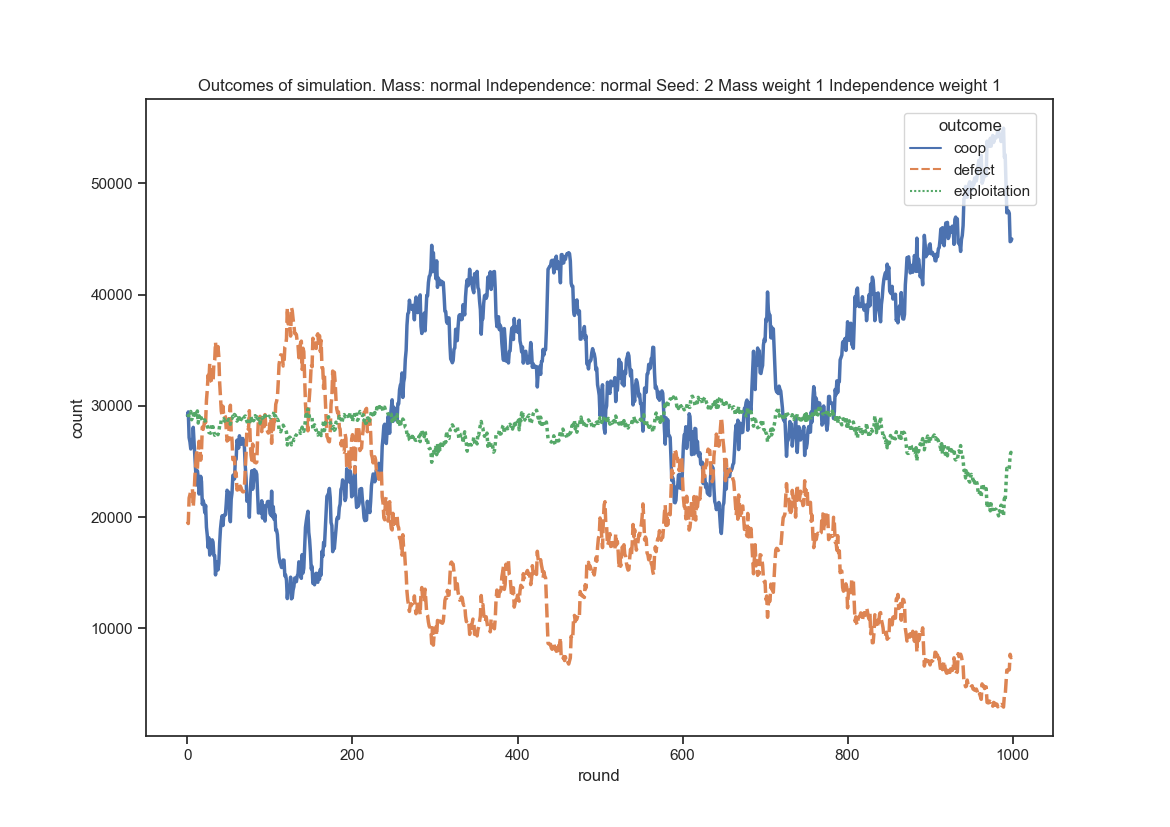 Outcomes of simulation. Mass: normal Independence: normal Seed: 2 Mass weight 1 Independence weight 1
outcome
coop
defect
exploitation
50000
40000
30000
20000
10000
count
0 200 400 600 800 1000
round